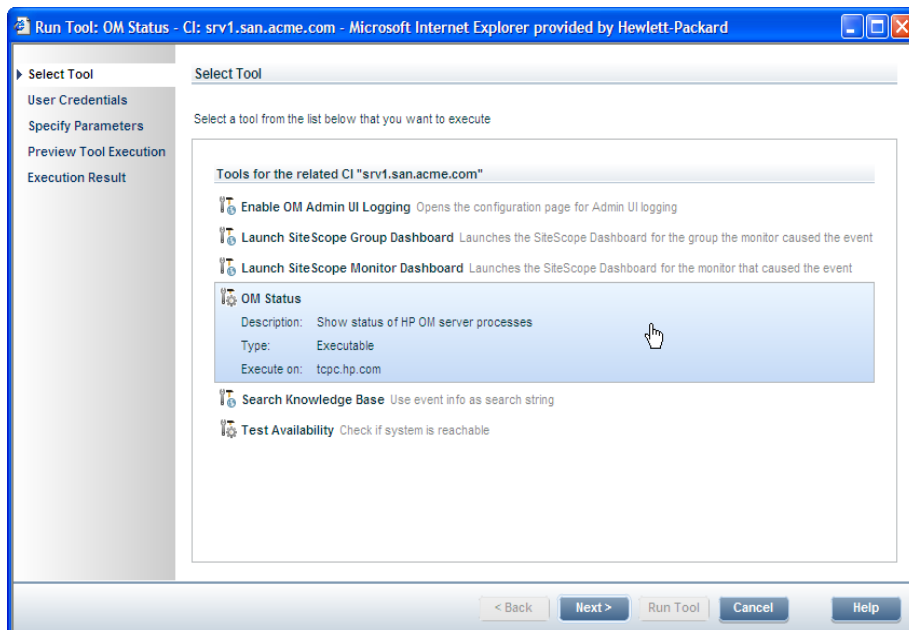 Run Tool: OM Status - CI: srv1.san.acme.com - Microsoft Internet Explorer provided by Hewlett-Packard
Select Tool
User Credentials
Specify Parameters
Preview Tool Execution
Execution Result
Select Tool
Select a tool from the list below that you want to execute
Tools for the related CI "srv1.san.acme.com"
Enable OM Admin UI Logging Opens the configuration page for Admin UI logging
Launch SiteScope Group Dashboard Launches the SiteScope Dashboard for the group the monitor caused the event
Launch SiteScope Monitor Dashboard Launches the SiteScope Dashboard for the monitor that caused the event
OM Status
Description: Show status of HP OM server processes
Type: Executable
Execute on: tcpc.hp.com
Search Knowledge Base Use event info as search string
Test Availability Check if system is reachable
< Back Next > Run Tool Cancel Help